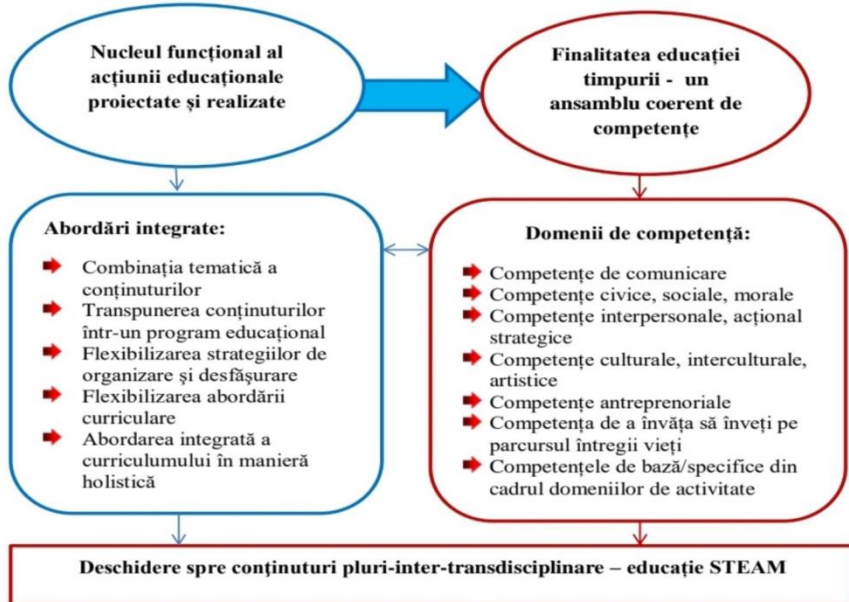 Nucleul funcțional al
acțiunii educaționale
proiectate și realizate
Finalitatea educației
timpurii - un
ansamblu coerent de
competențe
Abordări integrate:
Combinația tematică a
conținuturilor
Transpunerea conținuturilor
într-un program educațional
Flexibilizarea strategiilor de
organizare și desfășurare
Flexibilizarea abordării
curriculare
Abordarea integrată a
curriculumului în manieră
holistică
Domenii de competență:
Competențe de comunicare
Competențe civice, sociale, morale
Competențe interpersonale, acțional
strategice
Competențe culturale, interculturale,
artistice
Competențe antreprenoriale
Competența de a învăța să înveți pe
parcursul întregii vieți
Competențele de bază/specifice din
cadrul domeniilor de activitate
Deschidere spre conţinuturi pluri-inter-transdisciplinare – educație STEAM